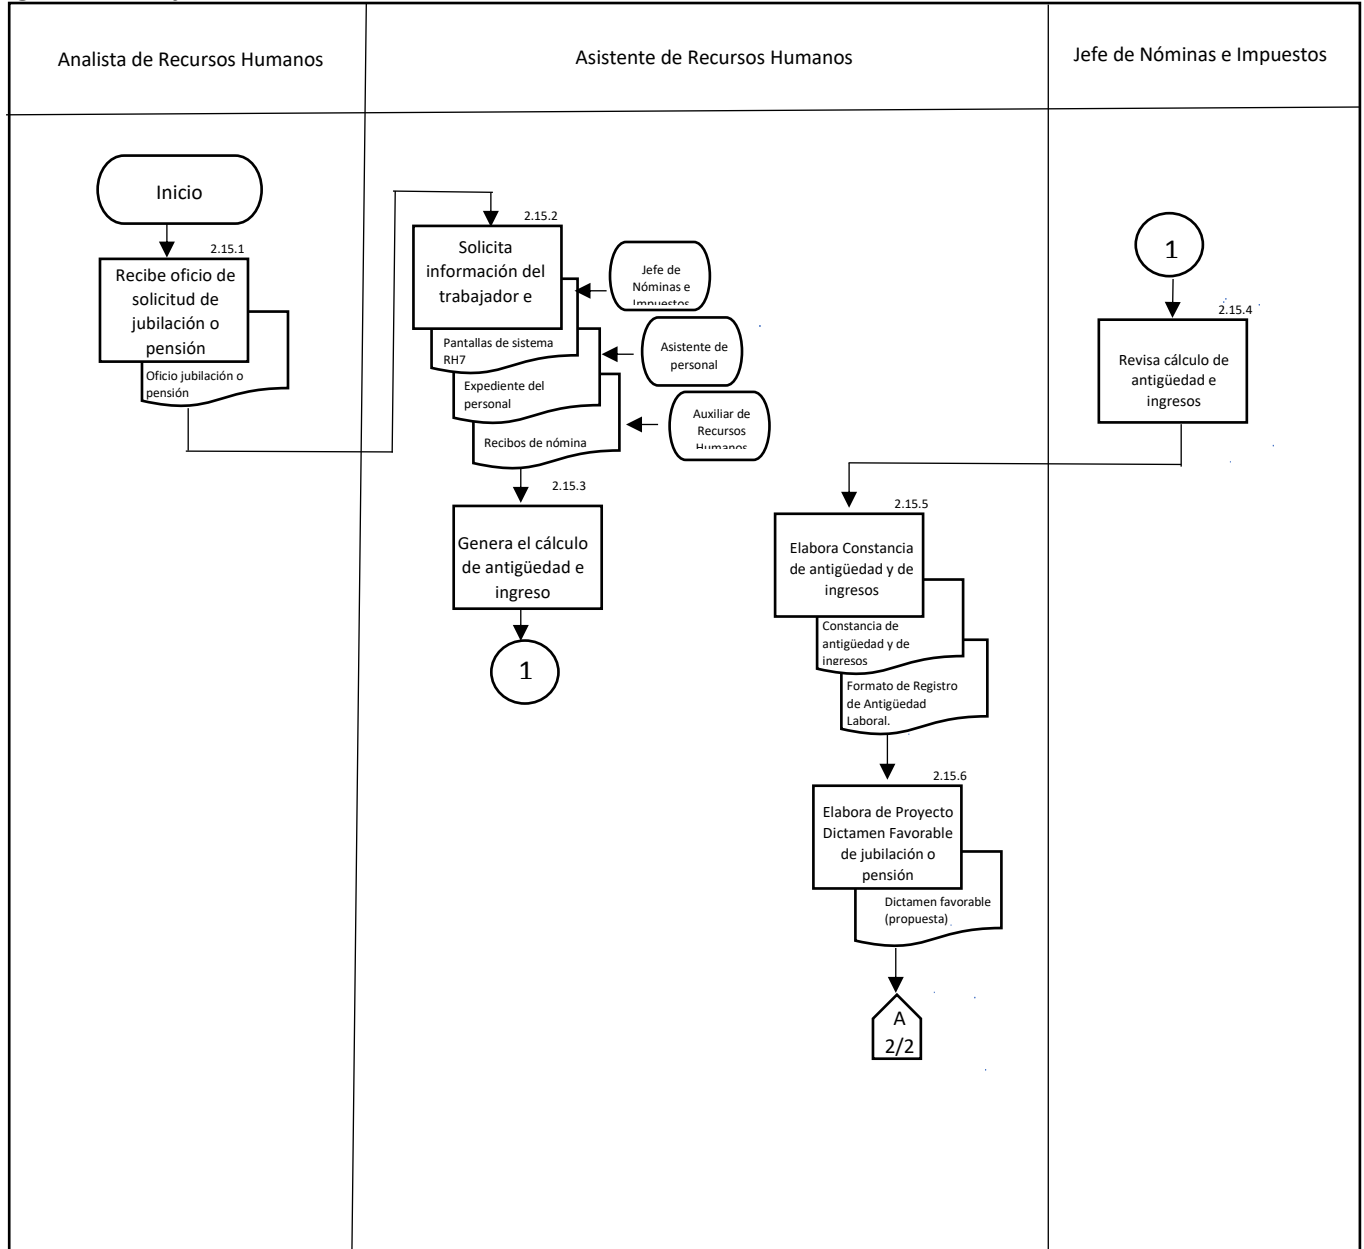 Analista de Recursos Humanos
Asistente de Recursos Humanos
Jefe de Nóminas e Impuestos
Inicio
2.15.1
Recibe oficio de
solicitud de
jubilación o
pensión
Oficio jubilación o
pensión
2.15.2
Solicita
información del
trabajador e
Pantallas de sistema
RH7
Expediente del
personal
Recibos de nómina
Jefe de
Nóminas e
Impuestos
Asistente de
personal
Auxiliar de
Recursos
Humanos
2.15.3
Genera el cálculo
de antigüedad e
ingreso
1
1
2.15.4
Revisa cálculo de
antigüedad e
ingresos
2.15.5
Elabora Constancia
de antigüedad y de
ingresos
Constancia de
antigüedad y de
ingresos
Formato de Registro
de Antigüedad
Laboral.
2.15.6
Elabora de Proyecto
Dictamen Favorable
de jubilación o
pensión
Dictamen favorable
(propuesta)
A
2/2